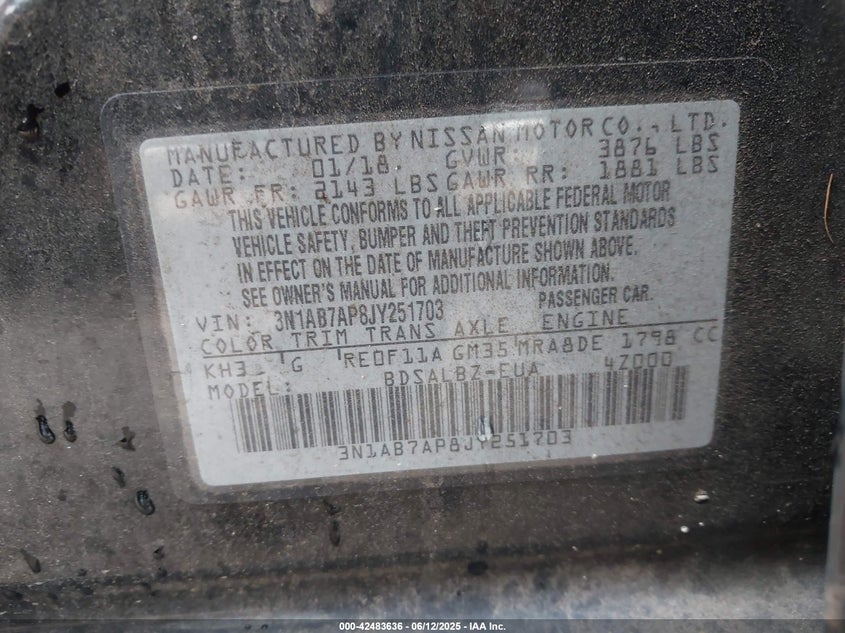 MANUFACTURED BY NISSAN MOTOR CO., LTD.
DATE: 01/18 GVWR: 3876 LBS
GAWR FR: 2143 LBS GAWR RR: 1881 LBS
THIS VEHICLE CONFORMS TO ALL APPLICABLE FEDERAL MOTOR
VEHICLE SAFETY, BUMPER AND THEFT PREVENTION STANDARDS
IN EFFECT ON THE DATE OF MANUFACTURE SHOWN ABOVE.
SEE OWNER'S MANUAL FOR ADDITIONAL INFORMATION.
VIN: 3N1AB7AP8JY251703 PASSENGER CAR.
COLOR TRIM TRANS AXLE ENGINE
KH3 G RE0F11A GM35 MRA8DE 1798 CC
MODEL: BDSALBZ-EUA 4Z000
3N1AB7AP8JY251703
000-42483636 - 06/12/2025 - IAA Inc.